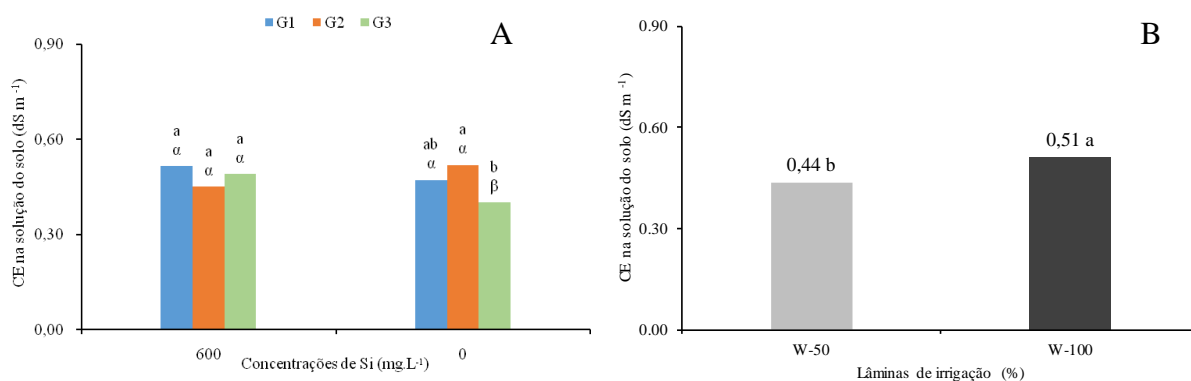 G1 G2 G3
A
CE na solução do solo (dS m⁻¹)
0,90
0,60
0,30
0,00
a
α
a
α
a
α
ab
α
a
α
b
β
600
0
Concentrações de Si (mg.L⁻¹)
B
CE na solução do solo (dS m⁻¹)
0.90
0.60
0.30
0.00
0,44 b
0,51 a
W-50
W-100
Lâminas de irrigação (%)